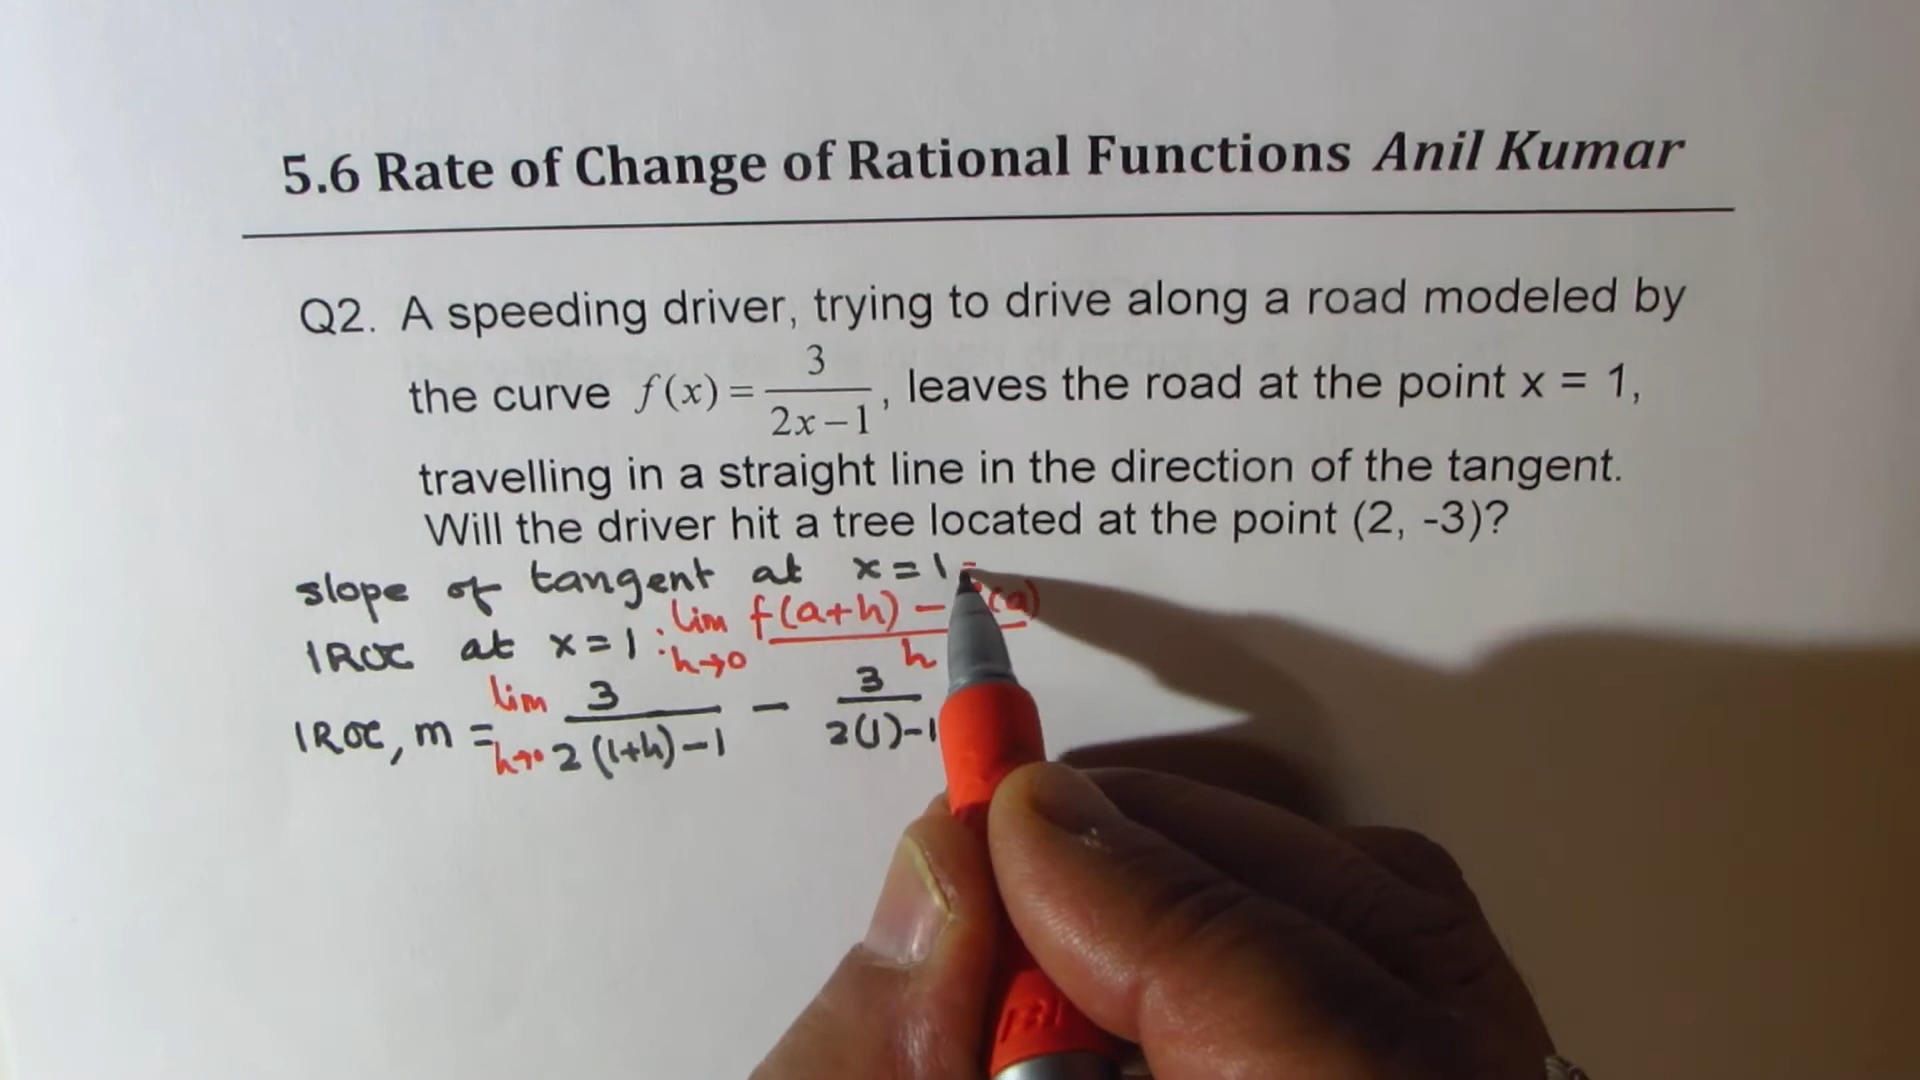 5.6 Rate of Change of Rational Functions Anil Kumar
Q2. A speeding driver, trying to drive along a road modeled by
the curve f(x) = 3/(2x-1), leaves the road at the point x = 1,
travelling in a straight line in the direction of the tangent.
Will the driver hit a tree located at the point (2, -3)?
slope of tangent at x=1
IROC at x=1 : lim h→0 f(a+h) - f(a) / h
IROC, m = lim h→0 3/(2(1+h)-1) - 3/(2(1)-1)